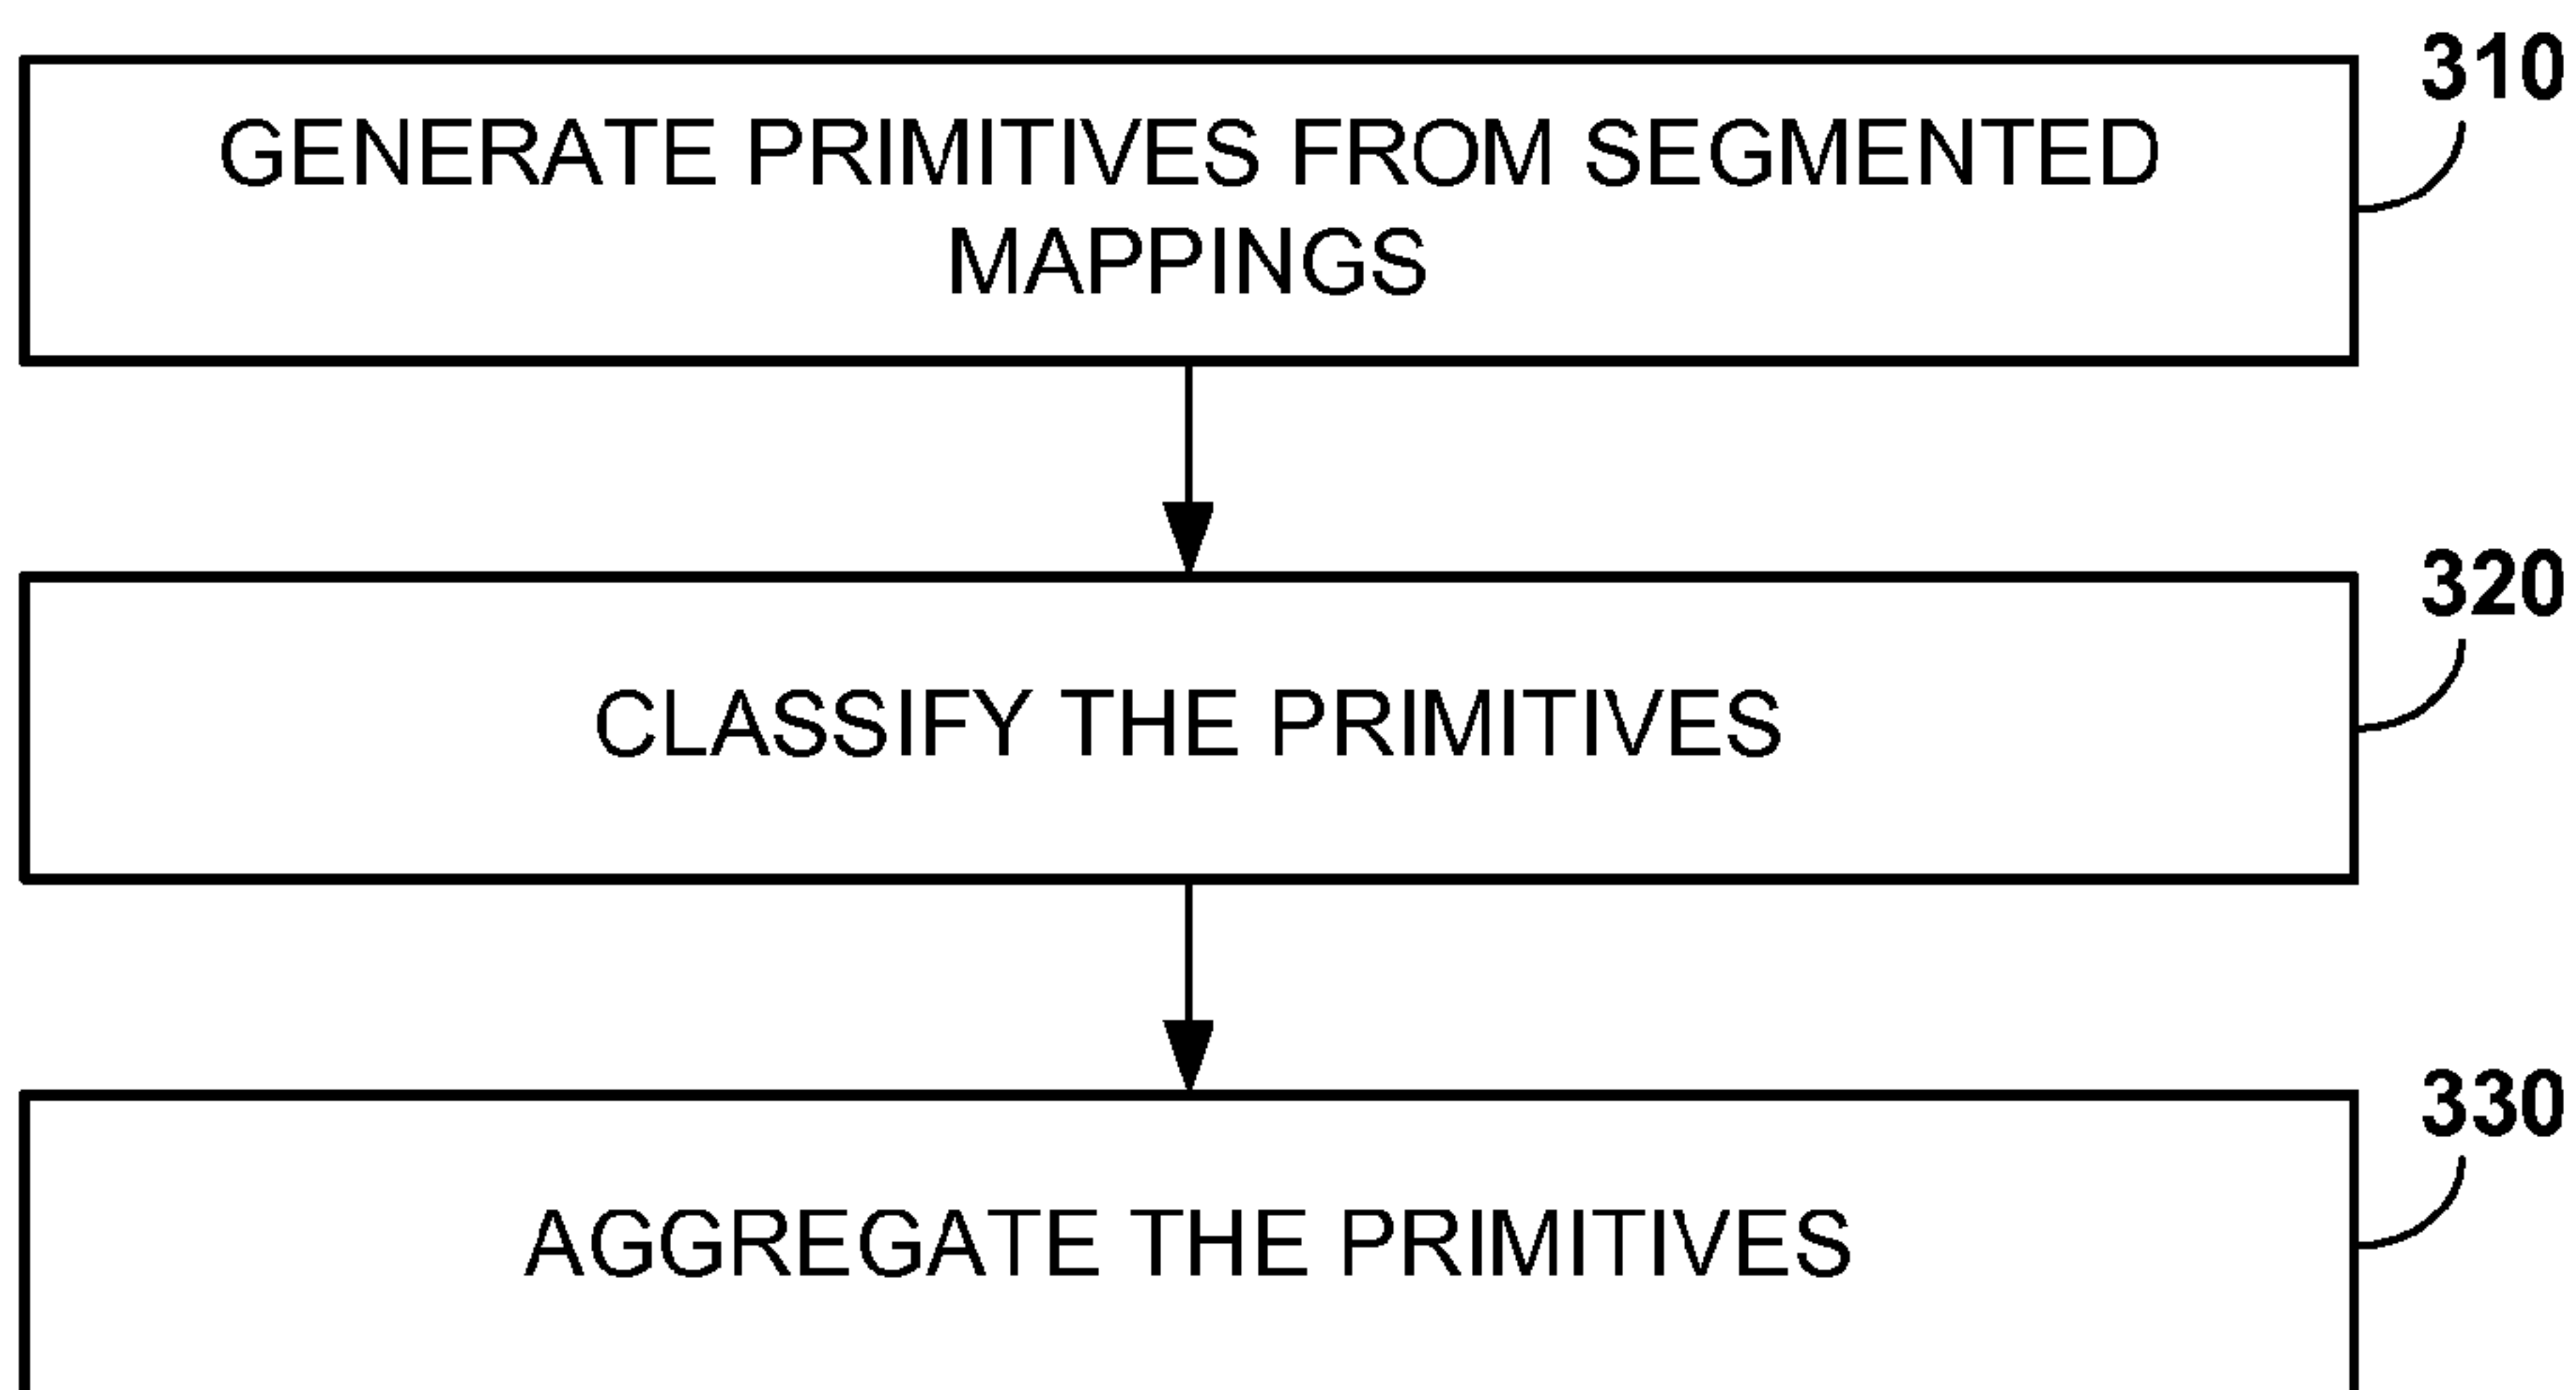 310
GENERATE PRIMITIVES FROM SEGMENTED
MAPPINGS
320
CLASSIFY THE PRIMITIVES
330
AGGREGATE THE PRIMITIVES